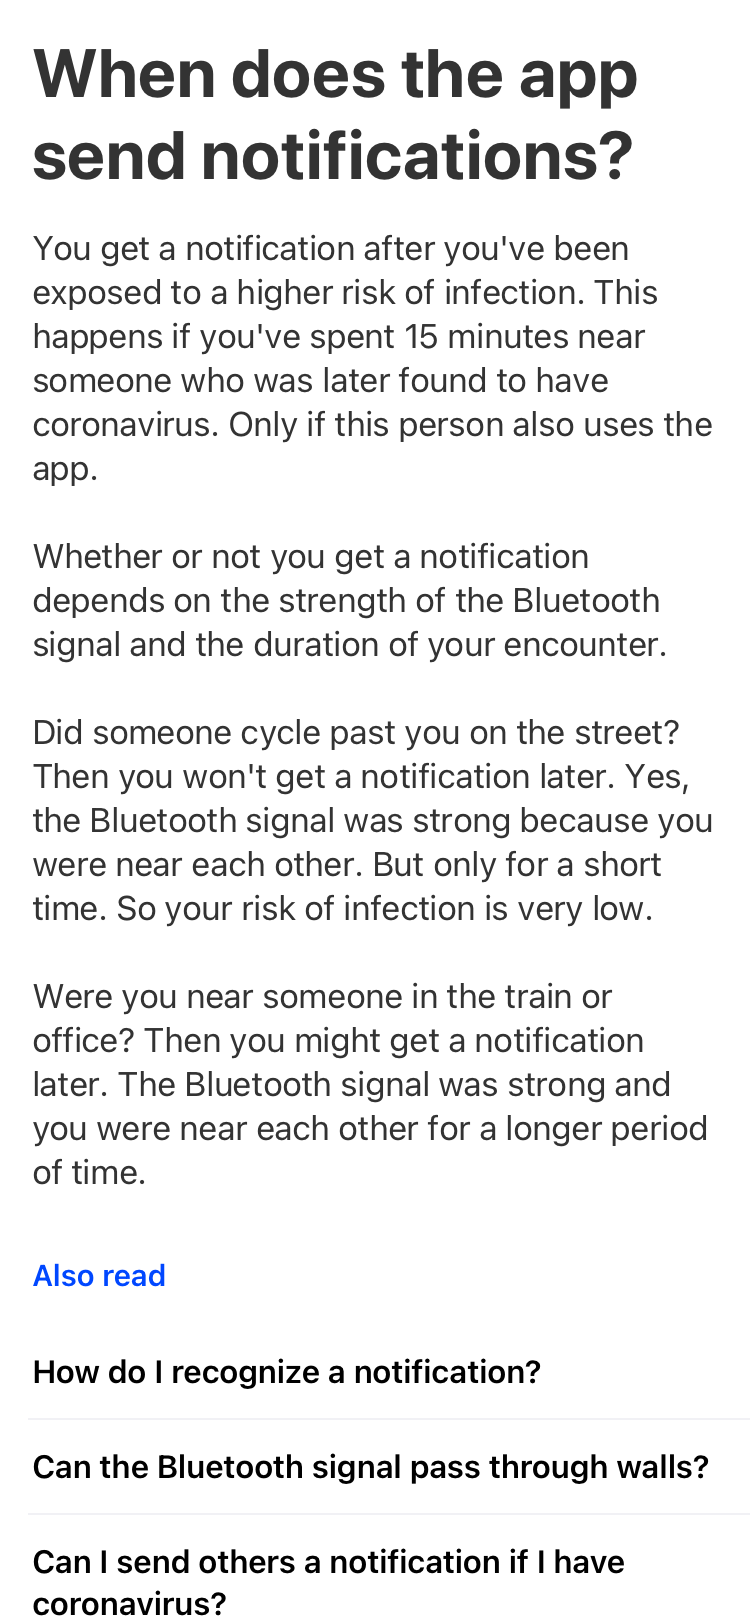 When does the app
send notifications?
You get a notification after you've been
exposed to a higher risk of infection. This
happens if you've spent 15 minutes near
someone who was later found to have
coronavirus. Only if this person also uses the
app.
Whether or not you get a notification
depends on the strength of the Bluetooth
signal and the duration of your encounter.
Did someone cycle past you on the street?
Then you won't get a notification later. Yes,
the Bluetooth signal was strong because you
were near each other. But only for a short
time. So your risk of infection is very low.
Were you near someone in the train or
office? Then you might get a notification
later. The Bluetooth signal was strong and
you were near each other for a longer period
of time.
Also read
How do I recognize a notification?
Can the Bluetooth signal pass through walls?
Can I send others a notification if I have
coronavirus?